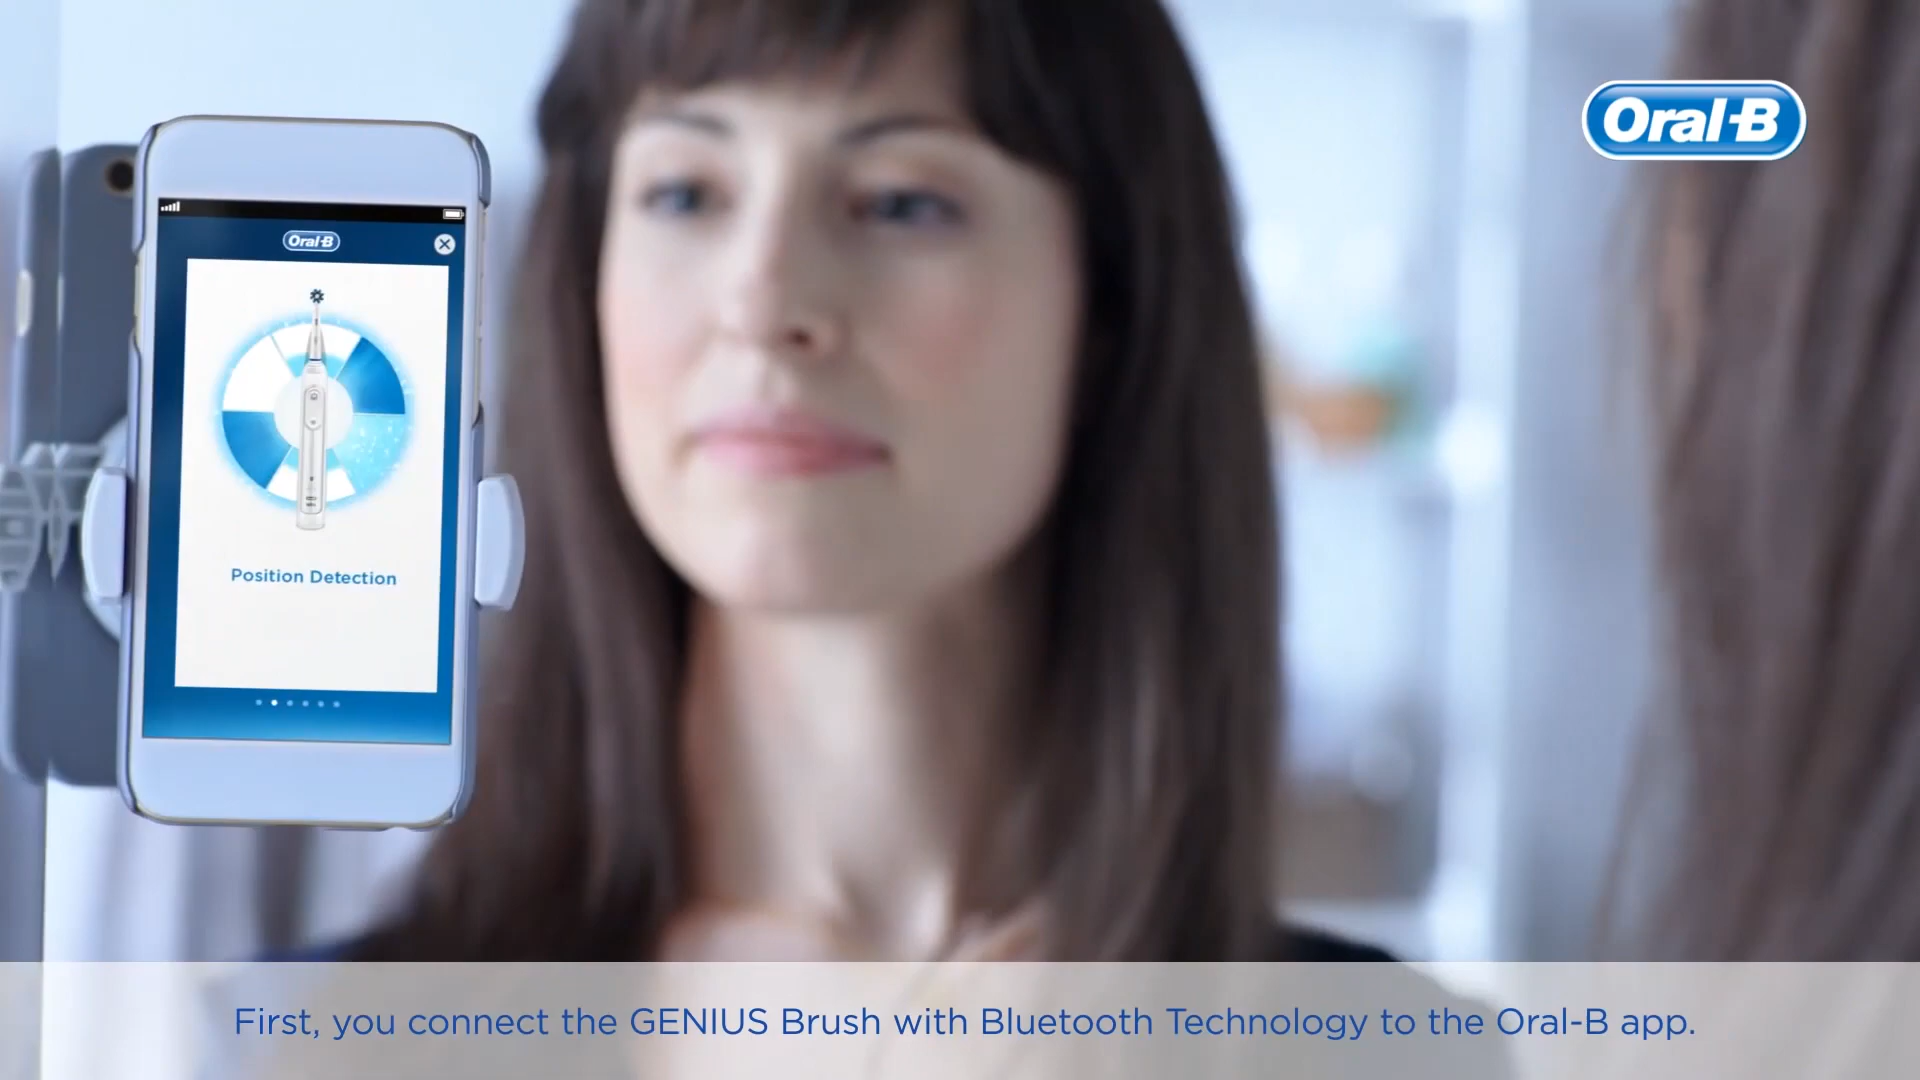 Oral-B
Oral-B
Position Detection
First, you connect the GENIUS Brush with Bluetooth Technology to the Oral-B app.